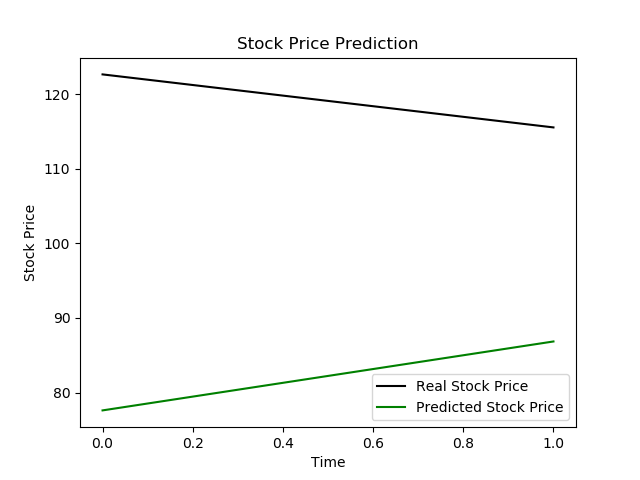 Stock Price Prediction
120
110
100
90
80
Stock Price
0.0 0.2 0.4 0.6 0.8 1.0
Time
Real Stock Price
Predicted Stock Price